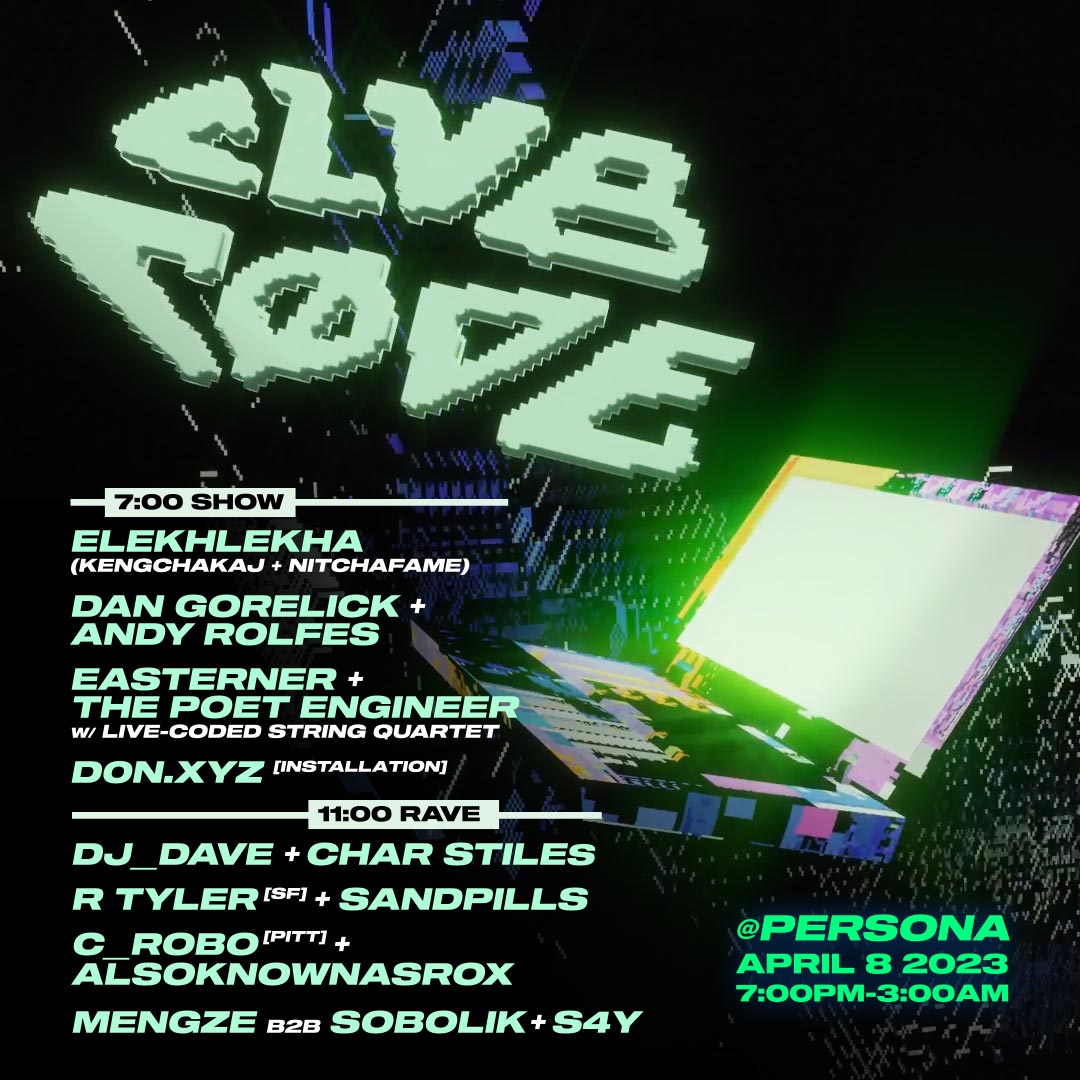 CLVB
CODE
7:00 SHOW
ELEKHLEKHA
(KENGCHAKAJ + NITCHAFAME)
DAN GORELICK +
ANDY ROLFES
EASTERNER +
THE POET ENGINEER
W/ LIVE-CODED STRING QUARTET
DON.XYZ [INSTALLATION]
11:00 RAVE
DJ_DAVE + CHAR STILES
R TYLER [SF] + SANDPILLS
C_ROBO [PITT] +
ALSOKNOWNASROX
MENGZE B2B SOBOLIK + S4Y
@PERSONA
APRIL 8 2023
7:00PM-3:00AM